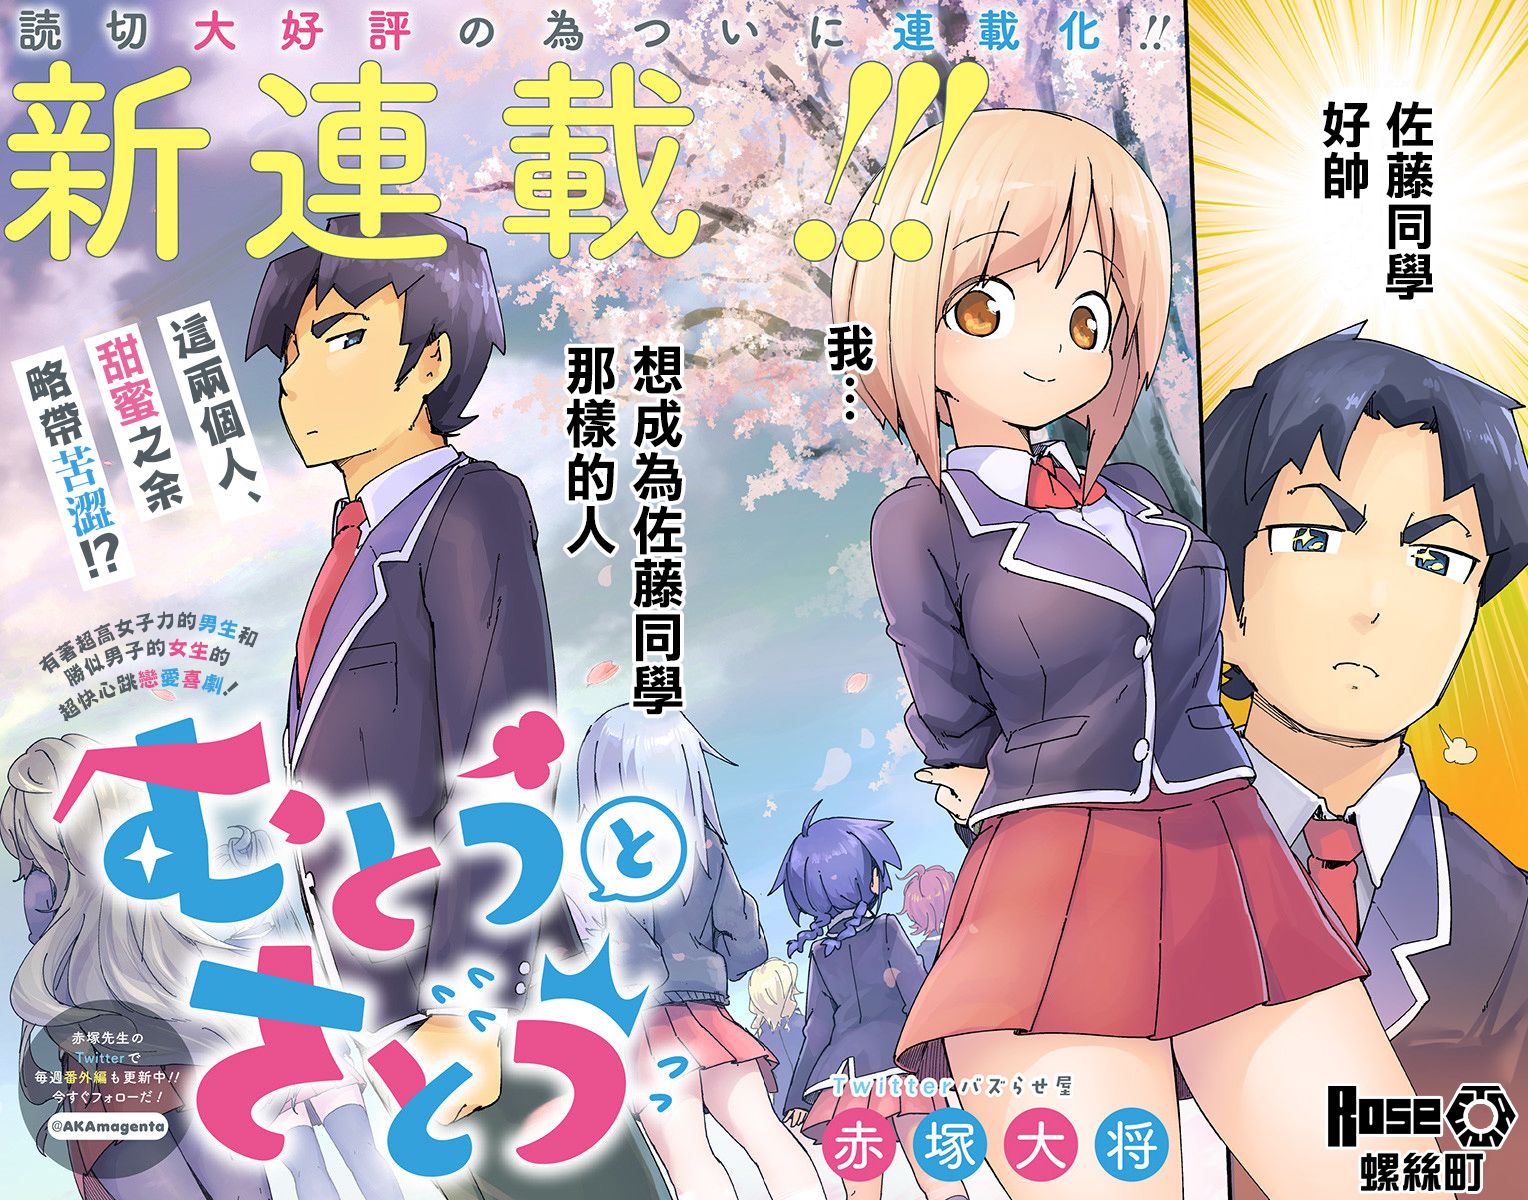 読切大好評の為ついに連載化!!
新連載!!!
佐藤同學
好帥
我…
想成為佐藤同學
那樣的人
這兩個人、
甜蜜之余
略帶苦澀!?
有著超高女子力的男生和
勝似男子的女生的
超快心跳戀愛喜劇!
むとうと
さとう
赤塚先生の
Twitterで
毎週番外編も更新中!!
今すぐフォローだ!
@AKAmagenta
Twitterバズらせ屋
赤塚大将
Rose
螺絲町